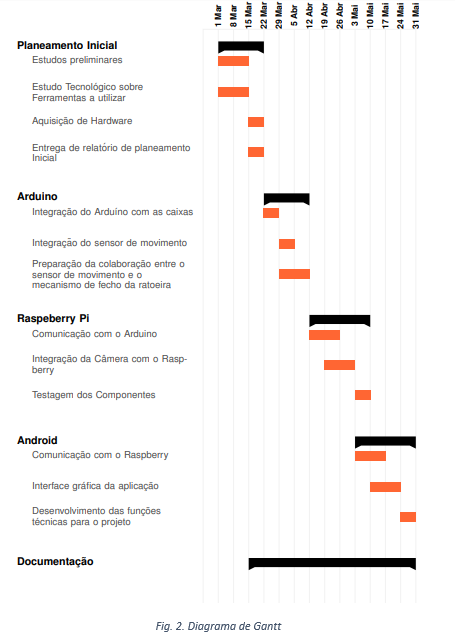 1 Mar
8 Mar
15 Mar
22 Mar
29 Mar
5 Abr
12 Abr
19 Abr
26 Abr
3 Mai
10 Mai
17 Mai
24 Mai
31 Mai
Planeamento Inicial
Estudos preliminares
Estudo Tecnológico sobre
Ferramentas a utilizar
Aquisição de Hardware
Entrega de relatório de planeamento
Inicial
Arduino
Integração do Arduíno com as caixas
Integração do sensor de movimento
Preparação da colaboração entre o
sensor de movimento e o
mecanismo de fecho da ratoeira
Raspeberry Pi
Comunicação com o Arduino
Integração da Câmera com o Rasp-
berry
Testagem dos Componentes
Android
Comunicação com o Raspberry
Interface gráfica da aplicação
Desenvolvimento das funções
técnicas para o projeto
Documentação
Fig. 2. Diagrama de Gantt